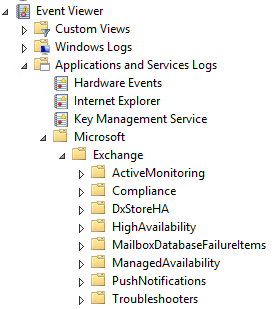 Event Viewer
Custom Views
Windows Logs
Applications and Services Logs
Hardware Events
Internet Explorer
Key Management Service
Microsoft
Exchange
ActiveMonitoring
Compliance
DxStoreHA
HighAvailability
MailboxDatabaseFailureItems
ManagedAvailability
PushNotifications
Troubleshooters